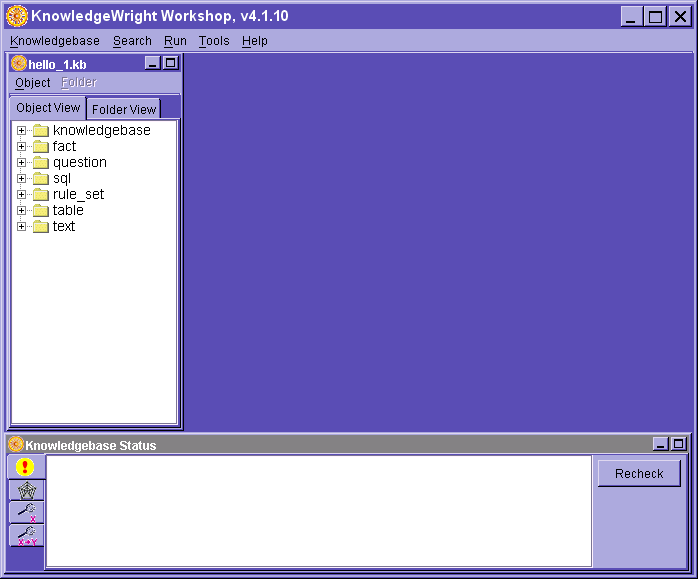 KnowledgeWright Workshop, v4.1.10
Knowledgebase Search Run Tools Help
hello_1.kb
Object Folder
Object View Folder View
knowledgebase
fact
question
sql
rule_set
table
text
Knowledgebase Status
Recheck
X
X→Y